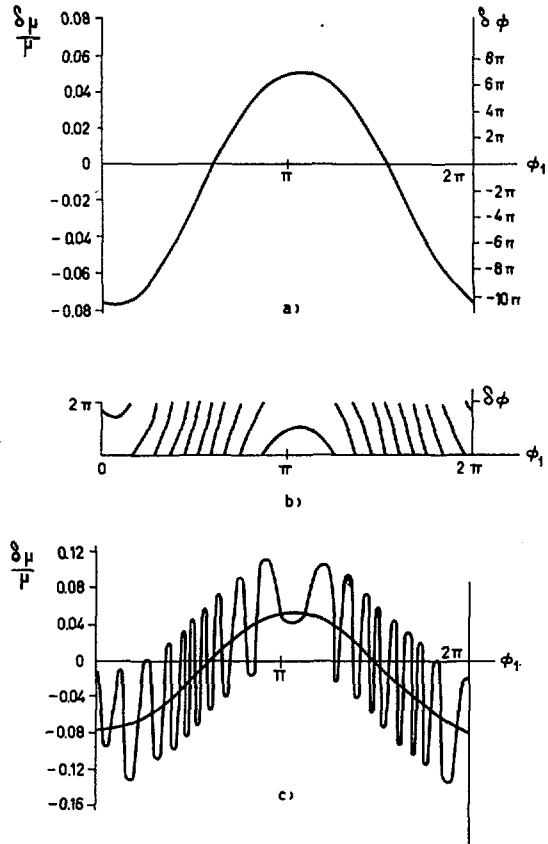 δμ/μ
0.08
0.04
0.02
0
-0.02
-0.04
-0.06
-0.08
δφ
8π
6π
4π
2π
-2π
-4π
-6π
-8π
-10π
π
2π
φ1
a)
2π
0
π
2π
δφ
φ1
b)
δμ/μ
0.12
0.08
0.04
0
-0.04
-0.08
-0.12
-0.16
π
2π
φ1
c)